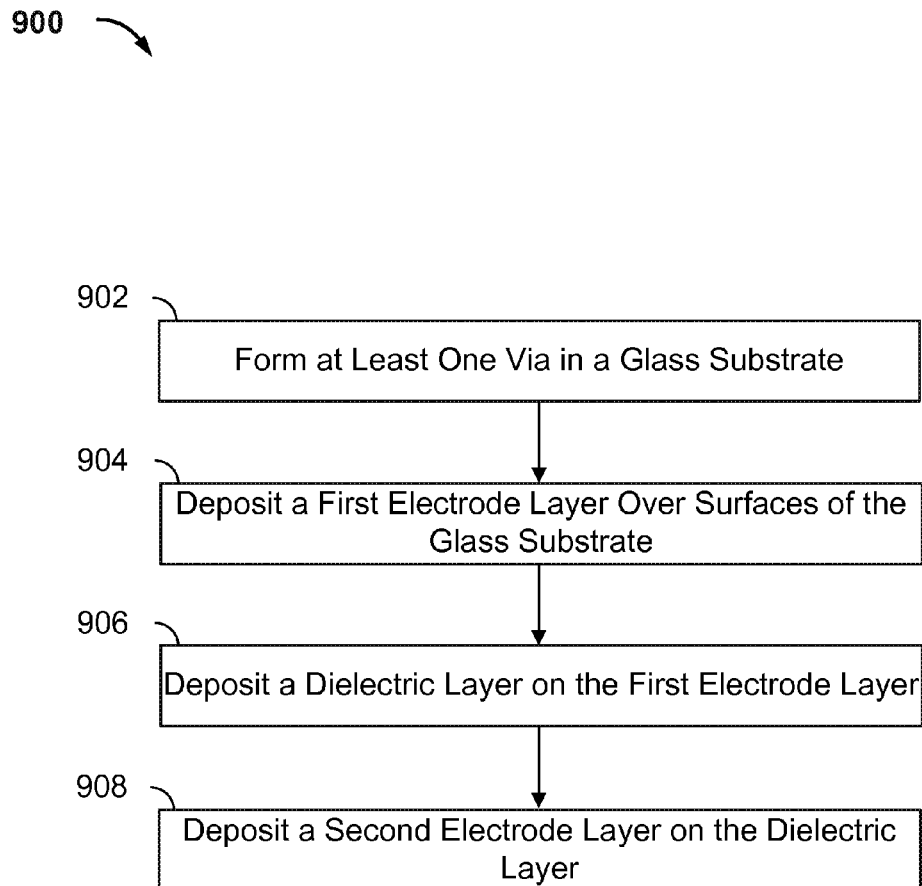 900
902
Form at Least One Via in a Glass Substrate
904
Deposit a First Electrode Layer Over Surfaces of the
Glass Substrate
906
Deposit a Dielectric Layer on the First Electrode Layer
908
Deposit a Second Electrode Layer on the Dielectric
Layer